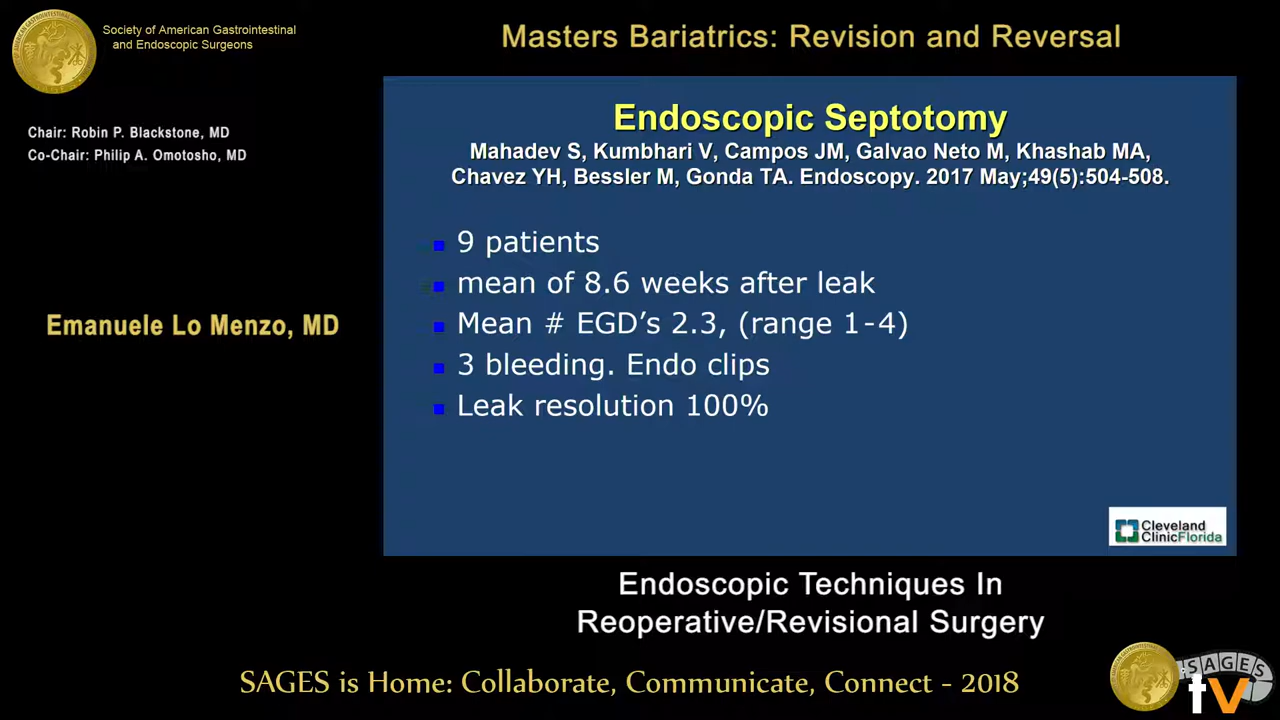 Society of American Gastrointestinal
and Endoscopic Surgeons
Masters Bariatrics: Revision and Reversal
Chair: Robin P. Blackstone, MD
Co-Chair: Philip A. Omotosho, MD
Emanuele Lo Menzo, MD
Endoscopic Septotomy
Mahadev S, Kumbhari V, Campos JM, Galvao Neto M, Khashab MA,
Chavez YH, Bessler M, Gonda TA. Endoscopy. 2017 May;49(5):504-508.
9 patients
mean of 8.6 weeks after leak
Mean # EGD’s 2.3, (range 1-4)
3 bleeding. Endo clips
Leak resolution 100%
Cleveland
ClinicFlorida
Endoscopic Techniques In
Reoperative/Revisional Surgery
SAGES is Home: Collaborate, Communicate, Connect - 2018
SAGES
tv